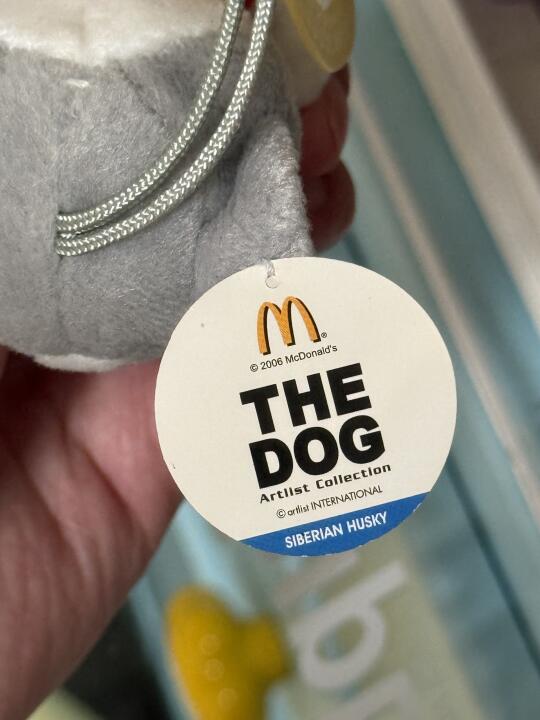 © 2006 McDonald's
THE
DOG
Artlist Collection
© artlist INTERNATIONAL
SIBERIAN HUSKY